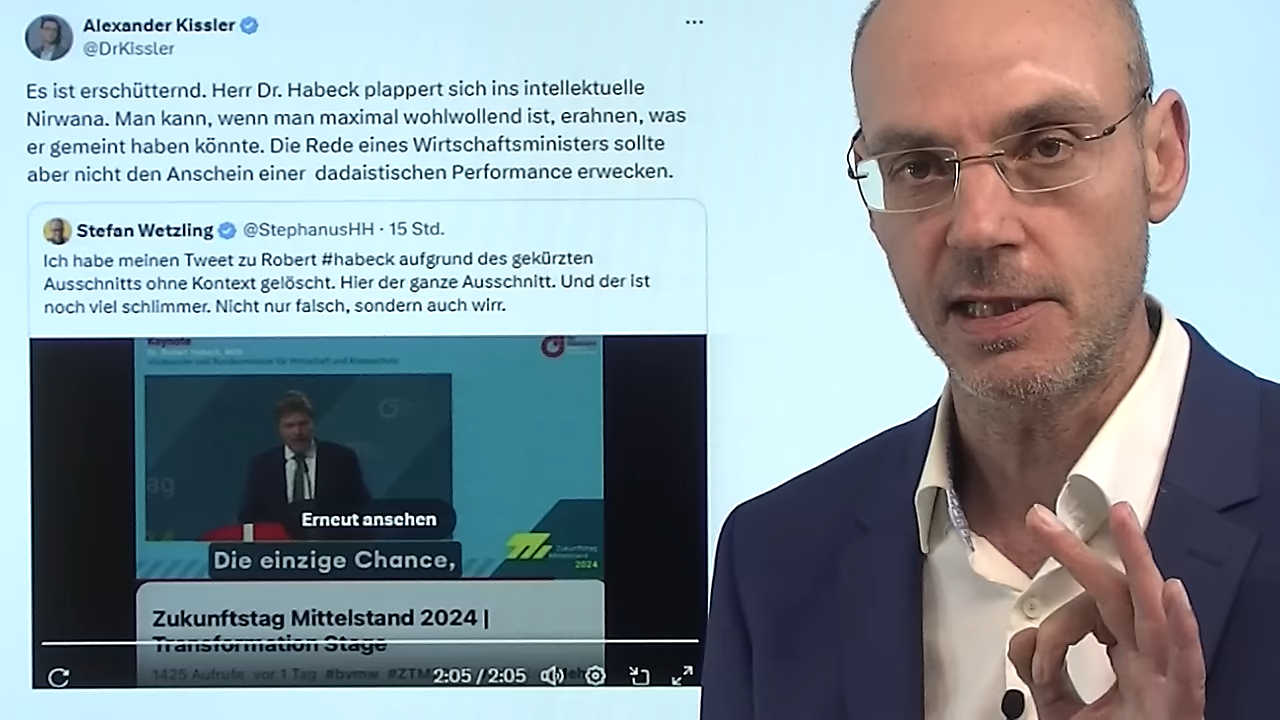 Alexander Kissler
@DrKissler
Es ist erschütternd. Herr Dr. Habeck plappert sich ins intellektuelle
Nirwana. Man kann, wenn man maximal wohlwollend ist, erahnen, was
er gemeint haben könnte. Die Rede eines Wirtschaftsministers sollte
aber nicht den Anschein einer dadaistischen Performance erwecken.
Stefan Wetzling @StephanusHH · 15 Std.
Ich habe meinen Tweet zu Robert #habeck aufgrund des gekürzten
Ausschnitts ohne Kontext gelöscht. Hier der ganze Ausschnitt. Und der ist
noch viel schlimmer. Nicht nur falsch, sondern auch wirr.
Keynote
Dr. Robert Habeck, MdB
ag
Erneut ansehen
Die einzige Chance,
Zukunftstag
Mittelstand
2024
Zukunftstag Mittelstand 2024 |
Transformation Stage
1425 Aufrufe vor 1 Tag #bvmw #ZTM
2:05 / 2:05